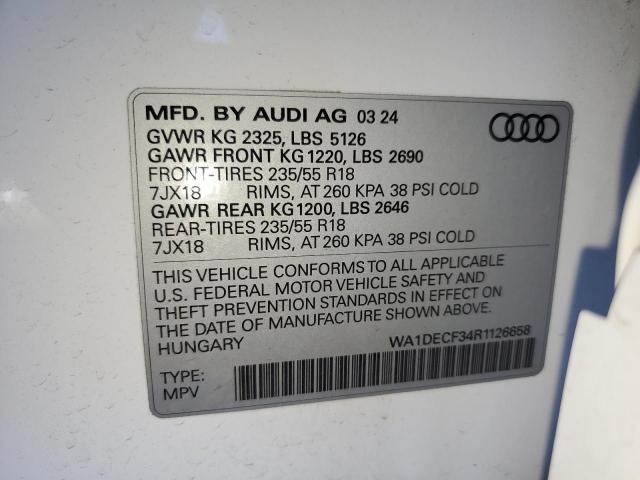 MFD. BY AUDI AG 03 24
GVWR KG 2325, LBS 5126
GAWR FRONT KG 1220, LBS 2690
FRONT-TIRES 235/55 R18
7JX18 RIMS, AT 260 KPA 38 PSI COLD
GAWR REAR KG 1200, LBS 2646
REAR-TIRES 235/55 R18
7JX18 RIMS, AT 260 KPA 38 PSI COLD
THIS VEHICLE CONFORMS TO ALL APPLICABLE
U.S. FEDERAL MOTOR VEHICLE SAFETY AND
THEFT PREVENTION STANDARDS IN EFFECT ON
THE DATE OF MANUFACTURE SHOWN ABOVE.
HUNGARY WA1DECF34R1126658
TYPE:
MPV